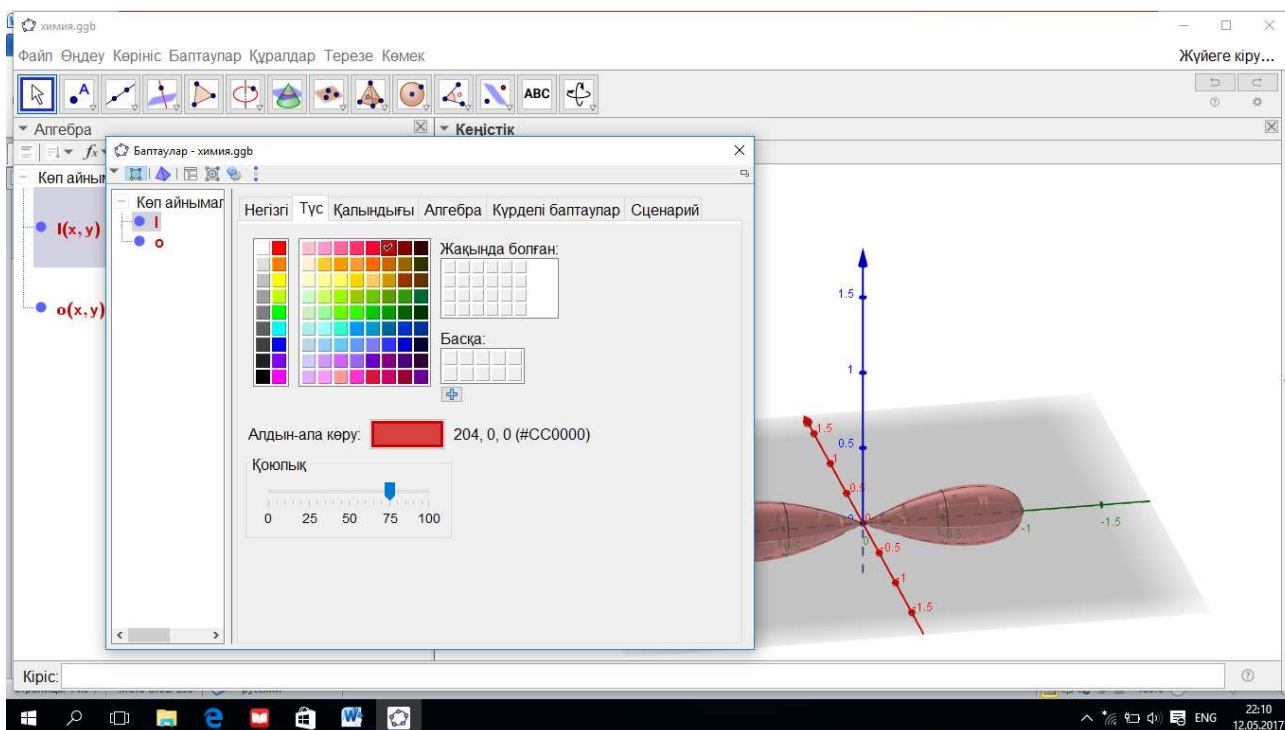 химия.ggb
Файл Өңдеу Көрініс Баптаулар Құралдар Терезе Көмек
Жүйеге кіру...
ABC
Алгебра
Кеңістік
Баптаулар - химия.ggb
Көп айным
l(x, y)
o(x, y)
Көп айнымал
l
o
Негізгі Түс Қалындығы Алгебра Күрделі баптаулар Сценарий
Жақында болған:
Басқа:
Алдын-ала көру: 204, 0, 0 (#CC0000)
Қоюлық
0 25 50 75 100
1.5
1
0.5
1.5
1
0.5
0
-0.5
-1
-1.5
-0.5
-1
-1.5
Кіріс:
ENG
22:10
12.05.2017